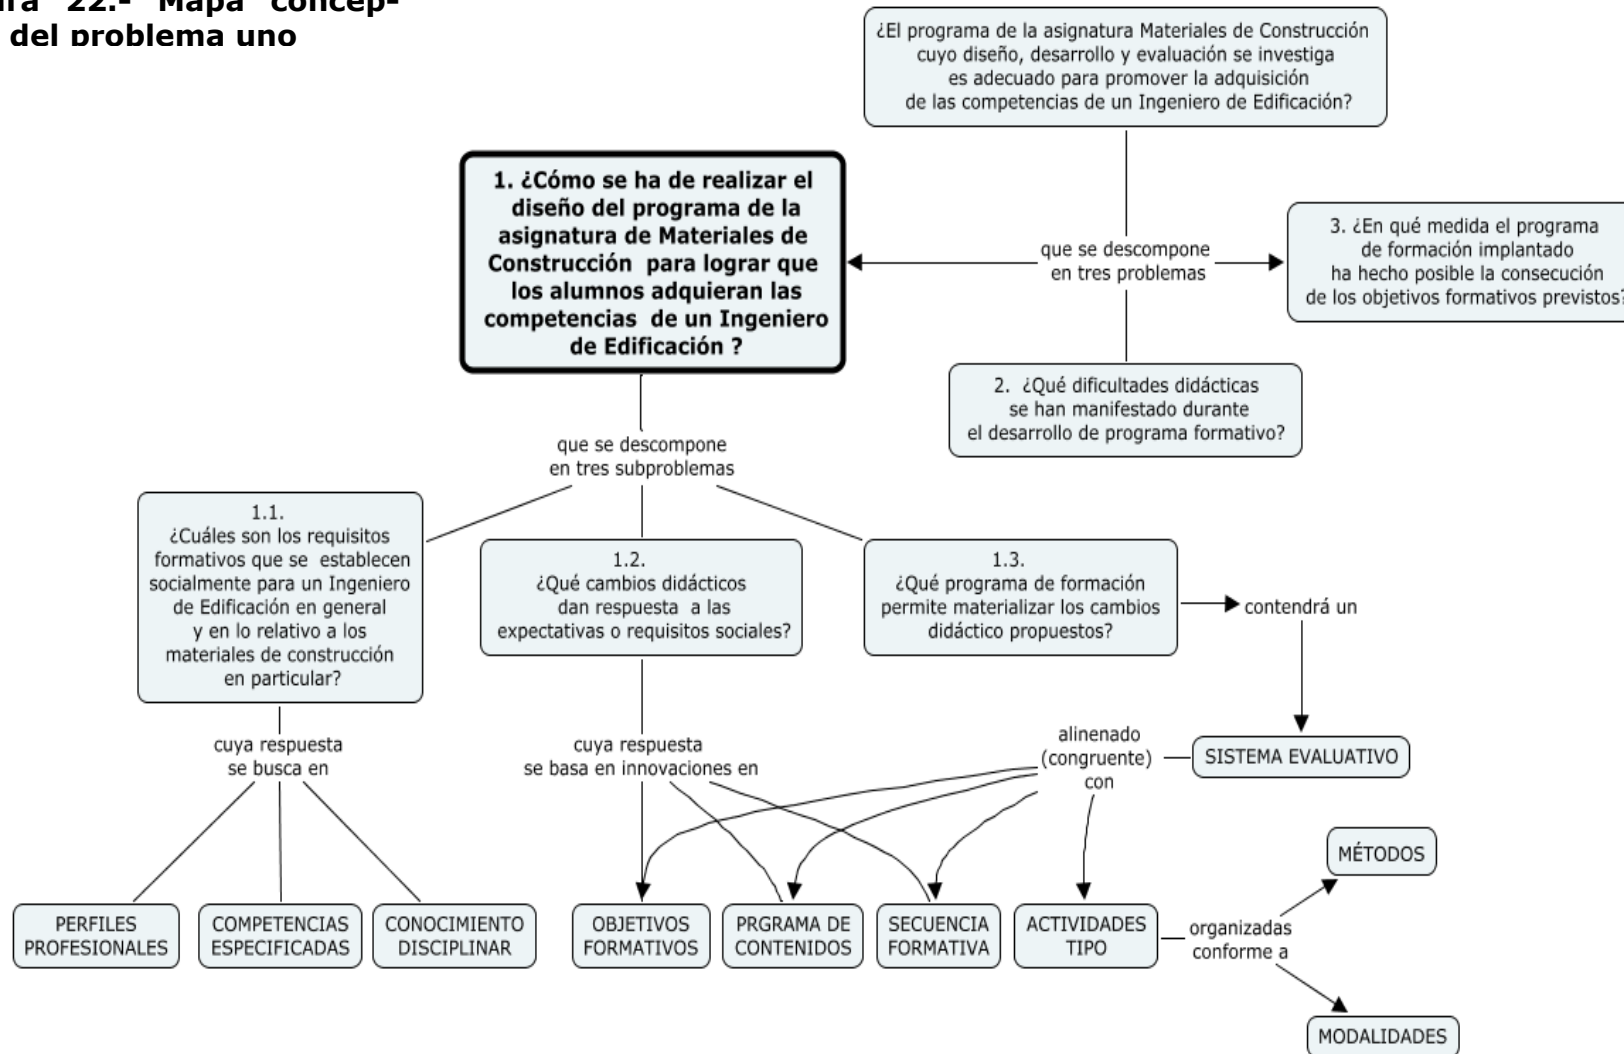 ura 22.- Mapa concep-
del problema uno
¿El programa de la asignatura Materiales de Construcción
cuyo diseño, desarrollo y evaluación se investiga
es adecuado para promover la adquisición
de las competencias de un Ingeniero de Edificación?
1. ¿Cómo se ha de realizar el
diseño del programa de la
asignatura de Materiales de
Construcción para lograr que
los alumnos adquieran las
competencias de un Ingeniero
de Edificación ?
que se descompone
en tres problemas
3. ¿En qué medida el programa
de formación implantado
ha hecho posible la consecución
de los objetivos formativos previstos?
2. ¿Qué dificultades didácticas
se han manifestado durante
el desarrollo de programa formativo?
que se descompone
en tres subproblemas
1.1.
¿Cuáles son los requisitos
formativos que se establecen
socialmente para un Ingeniero
de Edificación en general
y en lo relativo a los
materiales de construcción
en particular?
1.2.
¿Qué cambios didácticos
dan respuesta a las
expectativas o requisitos sociales?
1.3.
¿Qué programa de formación
permite materializar los cambios
didáctico propuestos?
contendrá un
cuya respuesta
se busca en
cuya respuesta
se basa en innovaciones en
alinenado
(congruente)
con
SISTEMA EVALUATIVO
MÉTODOS
PERFILES
PROFESIONALES
COMPETENCIAS
ESPECIFICADAS
CONOCIMIENTO
DISCIPLINAR
OBJETIVOS
FORMATIVOS
PRGRAMA DE
CONTENIDOS
SECUENCIA
FORMATIVA
ACTIVIDADES
TIPO
organizadas
conforme a
MODALIDADES